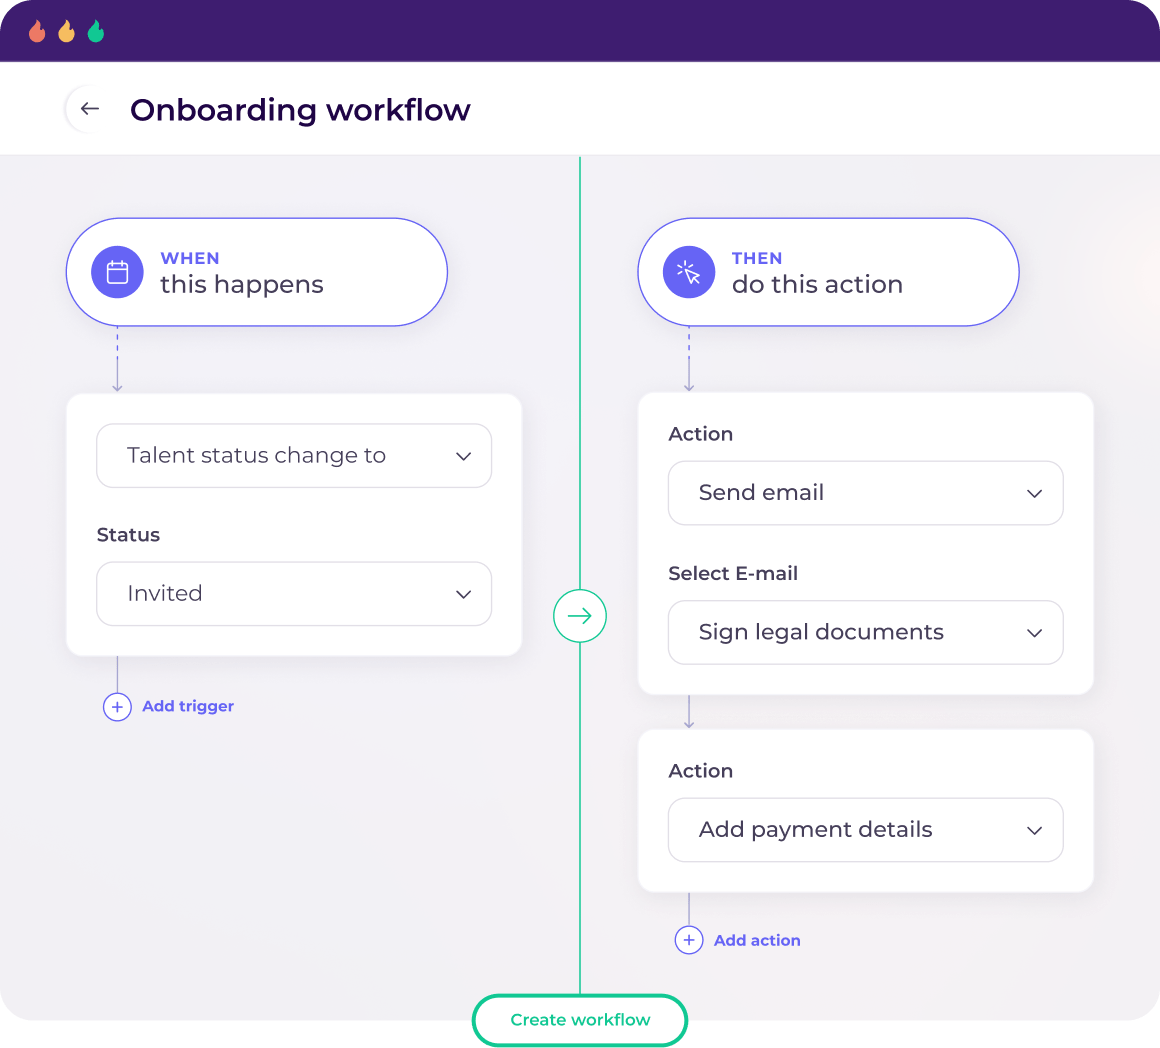 Onboarding workflow
WHEN
this happens
Talent status change to
Status
Invited
Add trigger
THEN
do this action
Action
Send email
Select E-mail
Sign legal documents
Action
Add payment details
Add action
Create workflow